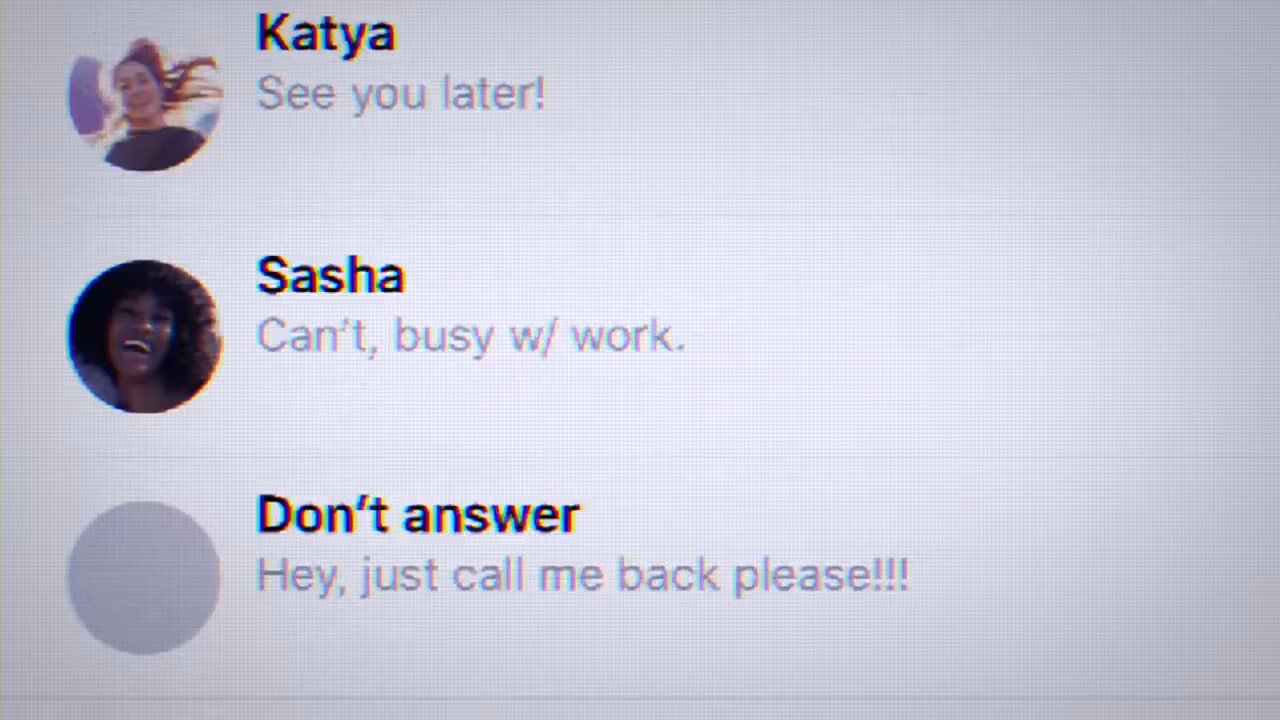 Katya
See you later!
Sasha
Can’t, busy w/ work.
Don’t answer
Hey, just call me back please!!!